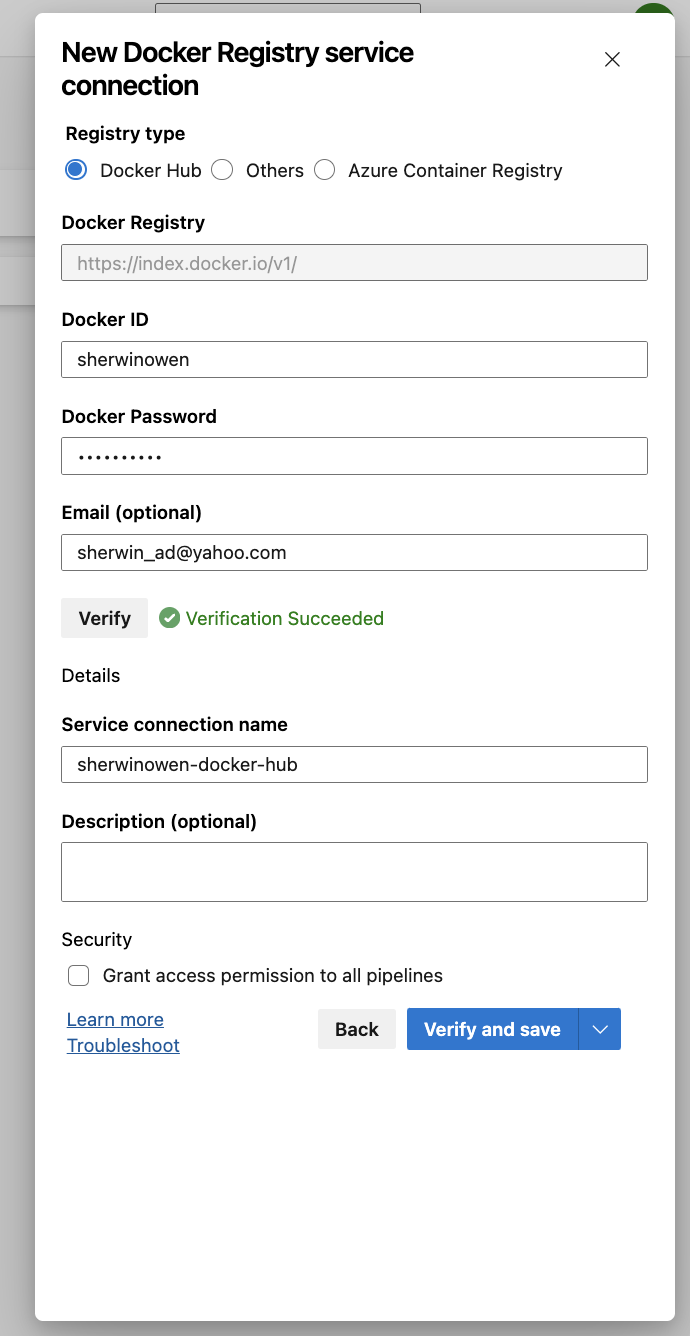 New Docker Registry service
connection
Registry type
Docker Hub Others Azure Container Registry
Docker Registry
https://index.docker.io/v1/
Docker ID
sherwinowen
Docker Password
••••••••••
Email (optional)
sherwin_ad@yahoo.com
Verify Verification Succeeded
Details
Service connection name
sherwinowen-docker-hub
Description (optional)
Security
Grant access permission to all pipelines
Learn more
Back Verify and save
Troubleshoot